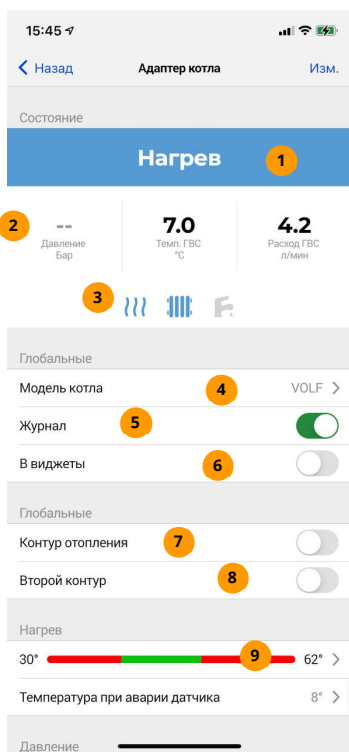 15:45
Назад
Адаптер котла
Изм.
Состояние
Нагрев
1
2
--
7.0
4.2
Давление
Темп. ГВС
Расход ГВС
Бар
°C
л/мин
3
Глобальные
Модель котла
4
VOLF
Журнал
5
В виджеты
6
Глобальные
Контур отопления
7
Второй контур
8
Нагрев
30°
9
62°
Температура при аварии датчика
8°
Давление